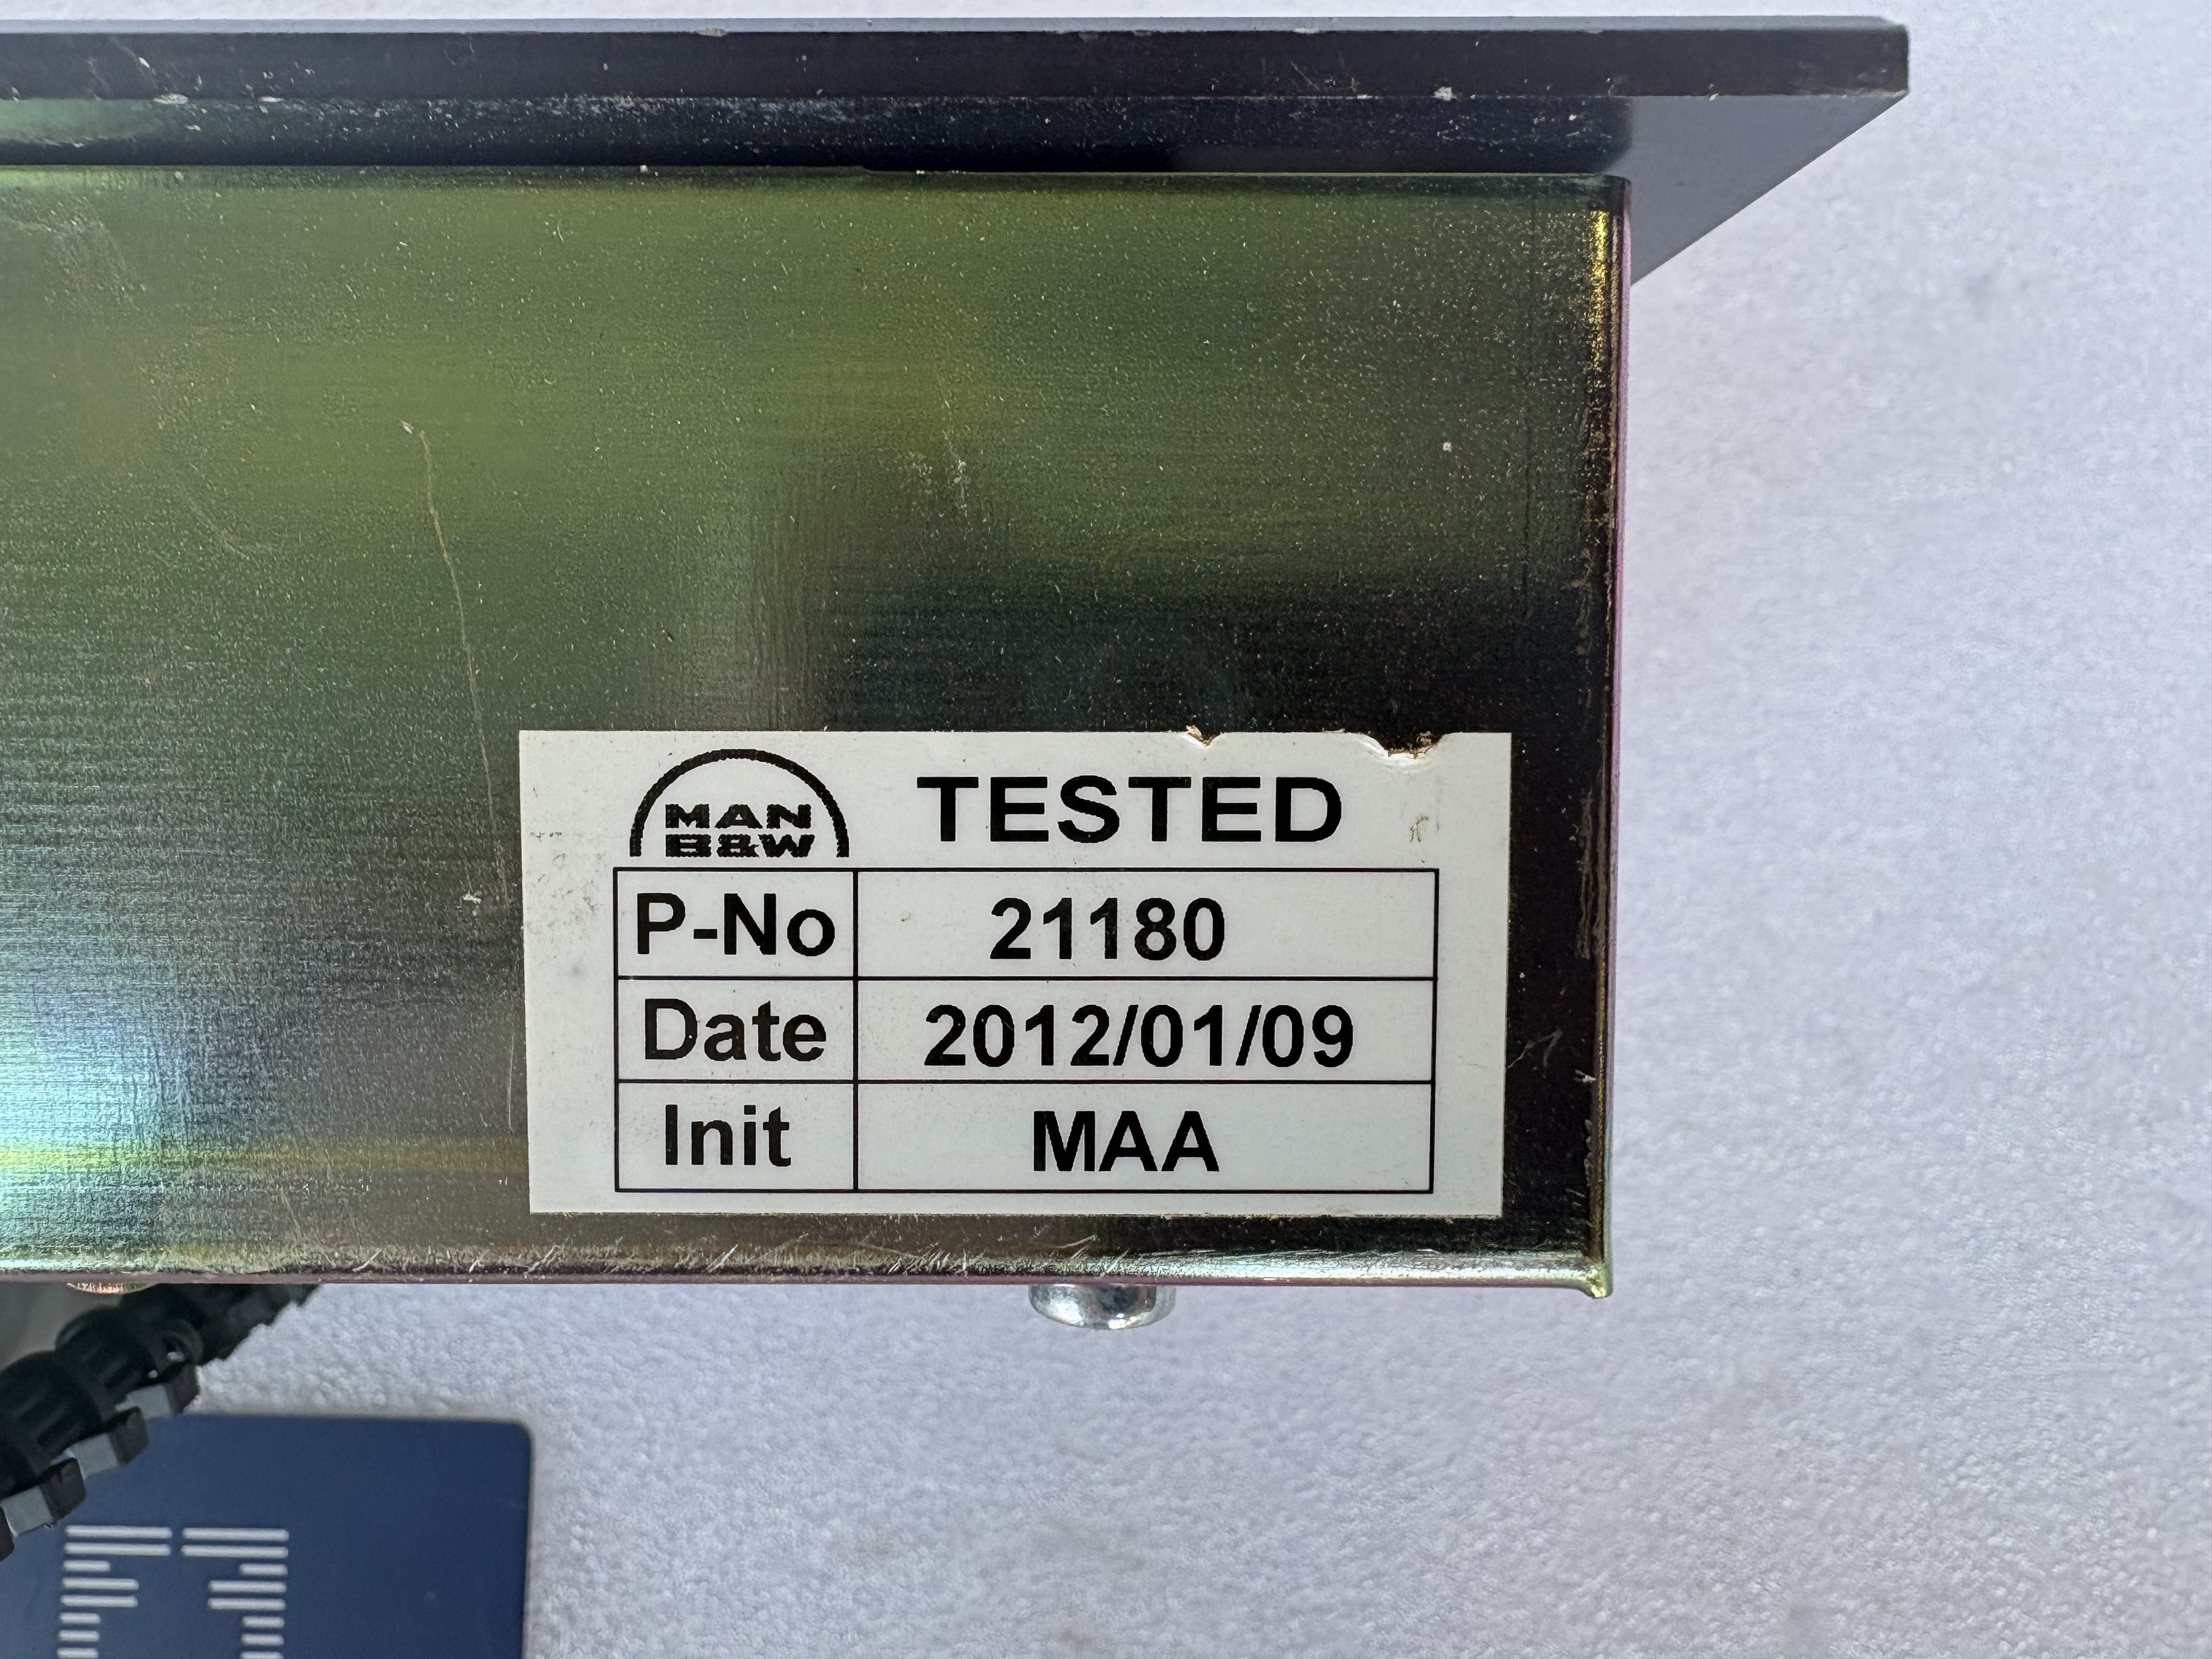 MAN
B&W
TESTED
P-No 21180
Date 2012/01/09
Init MAA